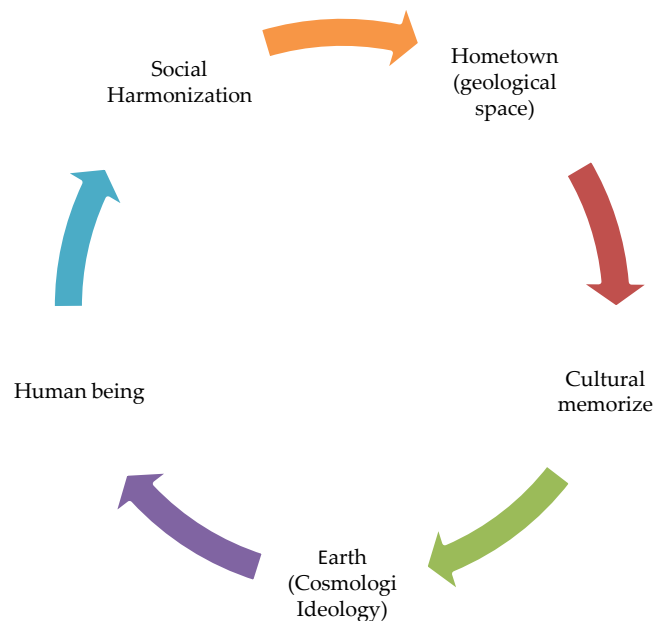 Social
Harmonization
Hometown
(geological
space)
Cultural
memorize
Earth
(Cosmologi
Ideology)
Human being